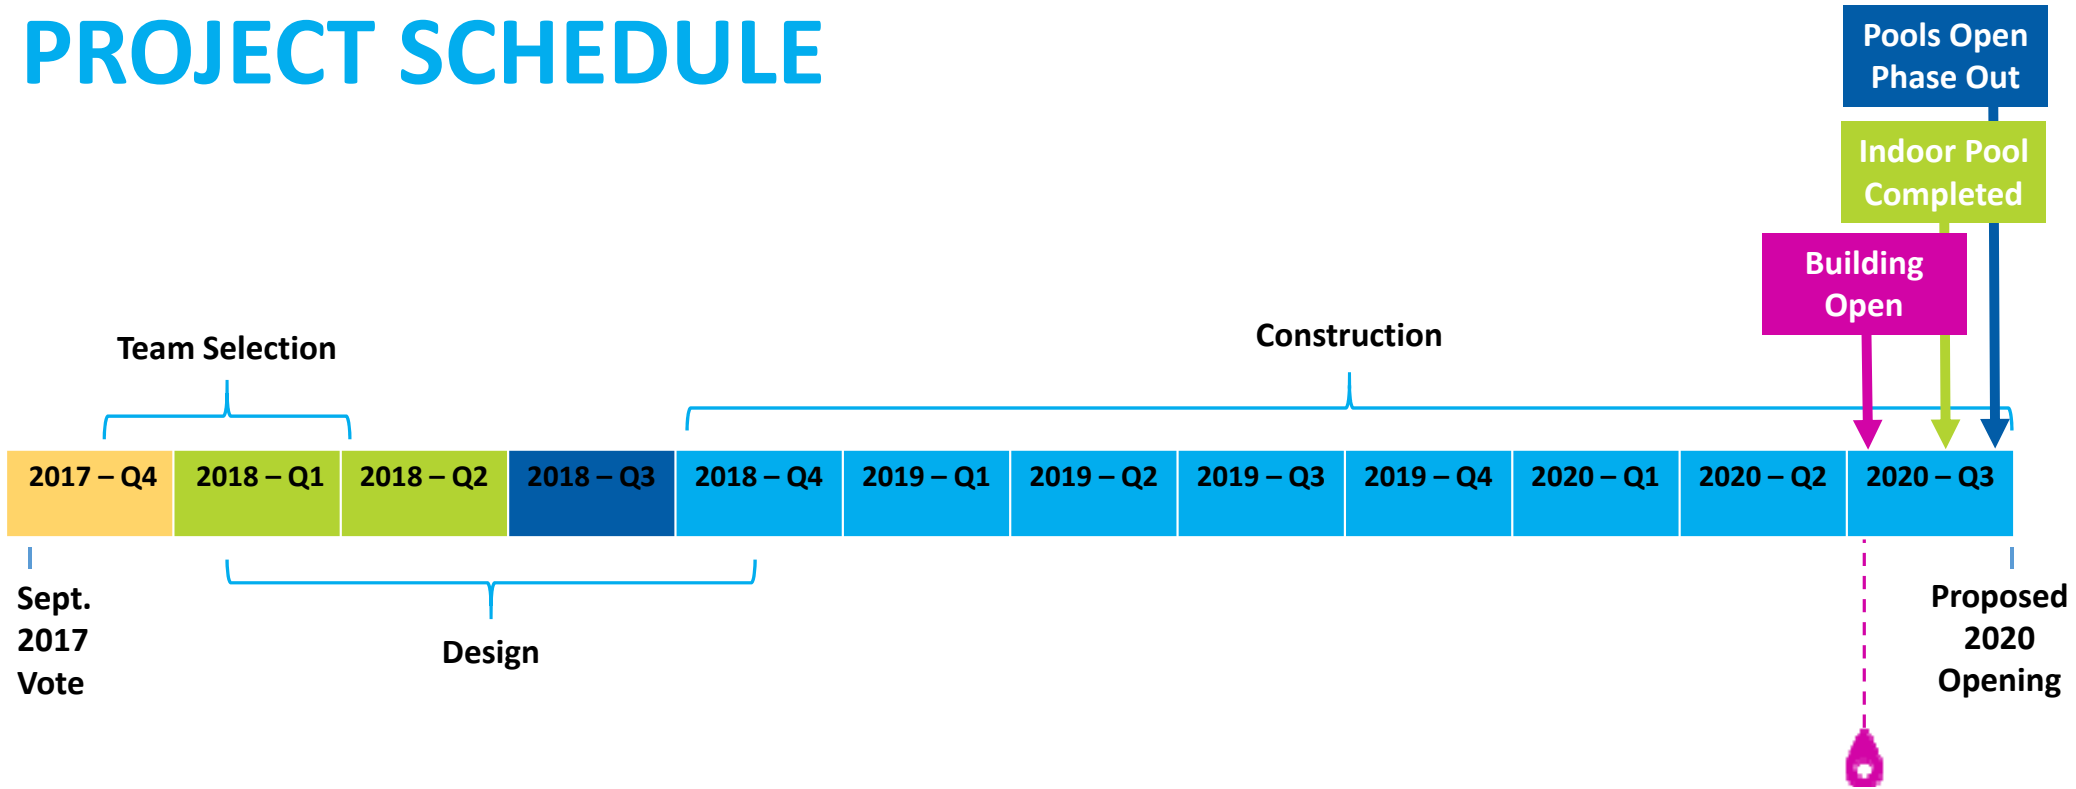 PROJECT SCHEDULE
Pools Open
Phase Out
Indoor Pool
Completed
Building
Open
Team Selection
Construction
2017 – Q4
2018 – Q1
2018 – Q2
2018 – Q3
2018 – Q4
2019 – Q1
2019 – Q2
2019 – Q3
2019 – Q4
2020 – Q1
2020 – Q2
2020 – Q3
Sept.
2017
Vote
Design
Proposed
2020
Opening